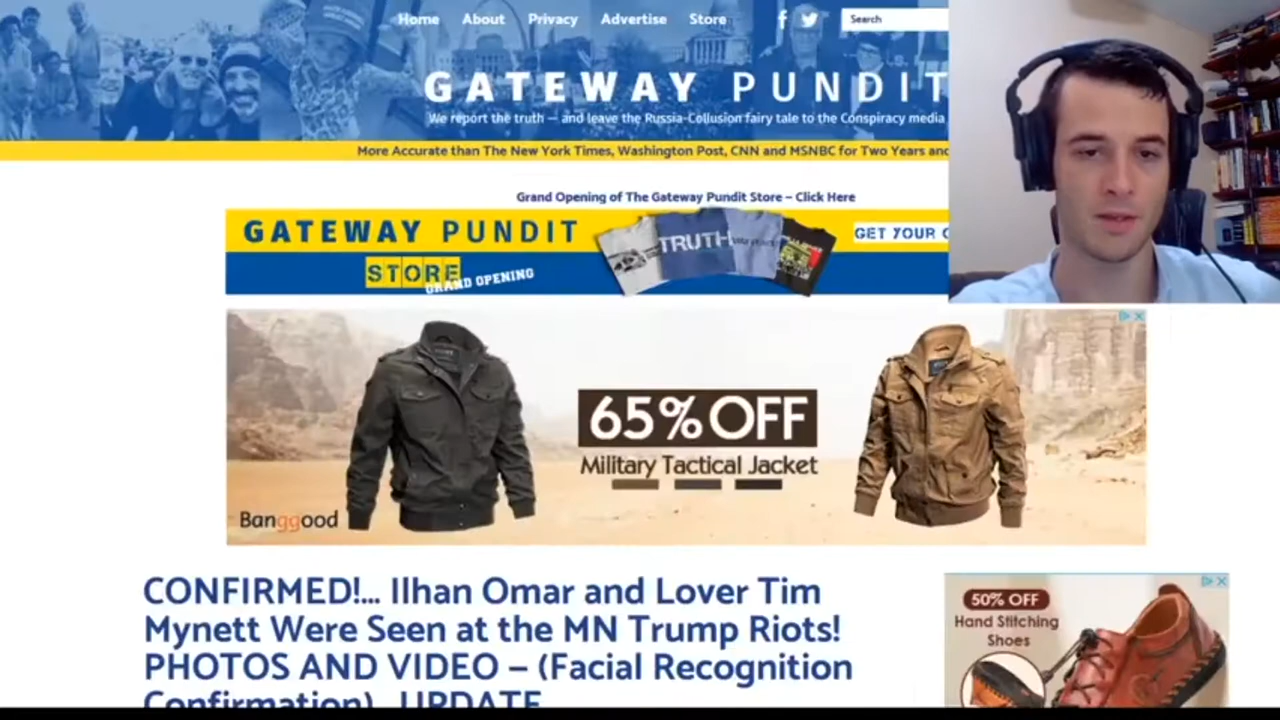 Home About Privacy Advertise Store Search
GATEWAY PUNDIT
We report the truth — and leave the Russia-Collusion fairy tale to the Conspiracy media
More Accurate than The New York Times, Washington Post, CNN and MSNBC for Two Years and
Grand Opening of The Gateway Pundit Store – Click Here
GATEWAY PUNDIT
STORE
GRAND OPENING
TRUTH
GET YOUR
65% OFF
Military Tactical Jacket
Banggood
CONFIRMED!… Ilhan Omar and Lover Tim
Mynett Were Seen at the MN Trump Riots!
PHOTOS AND VIDEO – (Facial Recognition
Confirmation)…UPDATE
50% OFF
Hand Stitching
Shoes